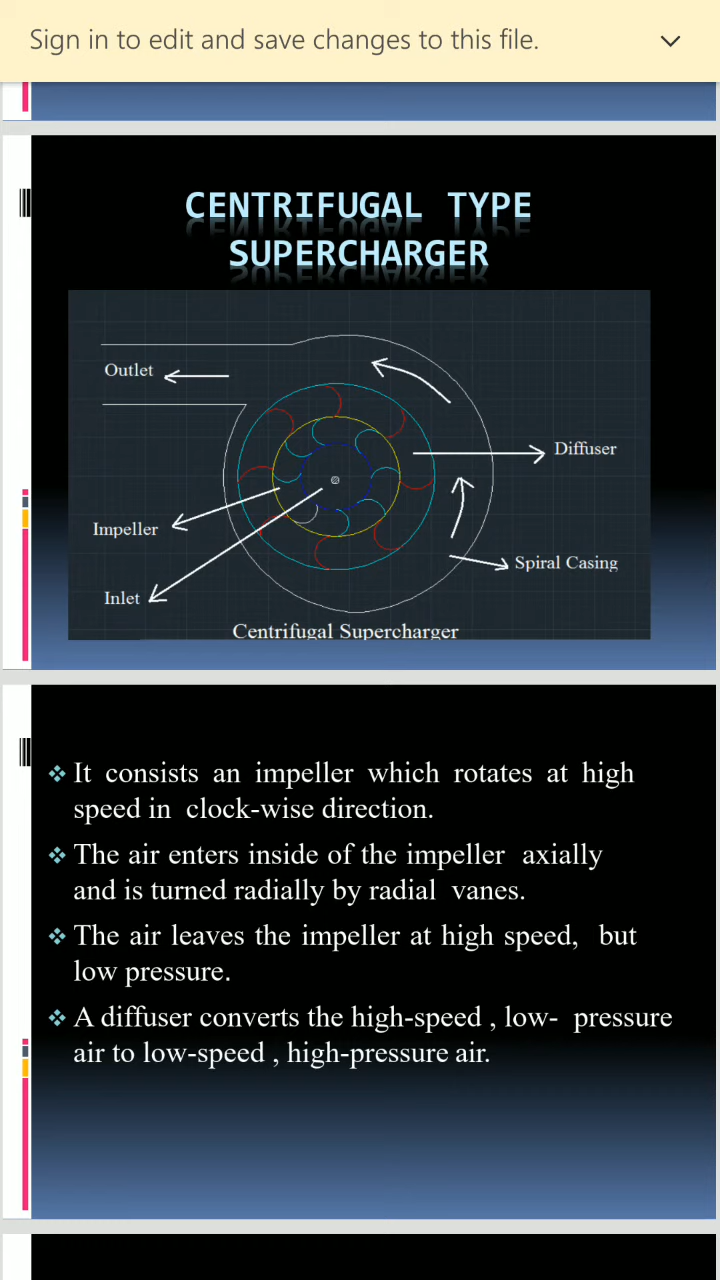 Sign in to edit and save changes to this file.
CENTRIFUGAL TYPE
SUPERCHARGER
Outlet
Diffuser
Impeller
Spiral Casing
Inlet
Centrifugal Supercharger
❖ It consists an impeller which rotates at high
speed in clock-wise direction.
❖ The air enters inside of the impeller axially
and is turned radially by radial vanes.
❖ The air leaves the impeller at high speed, but
low pressure.
❖ A diffuser converts the high-speed , low- pressure
air to low-speed , high-pressure air.